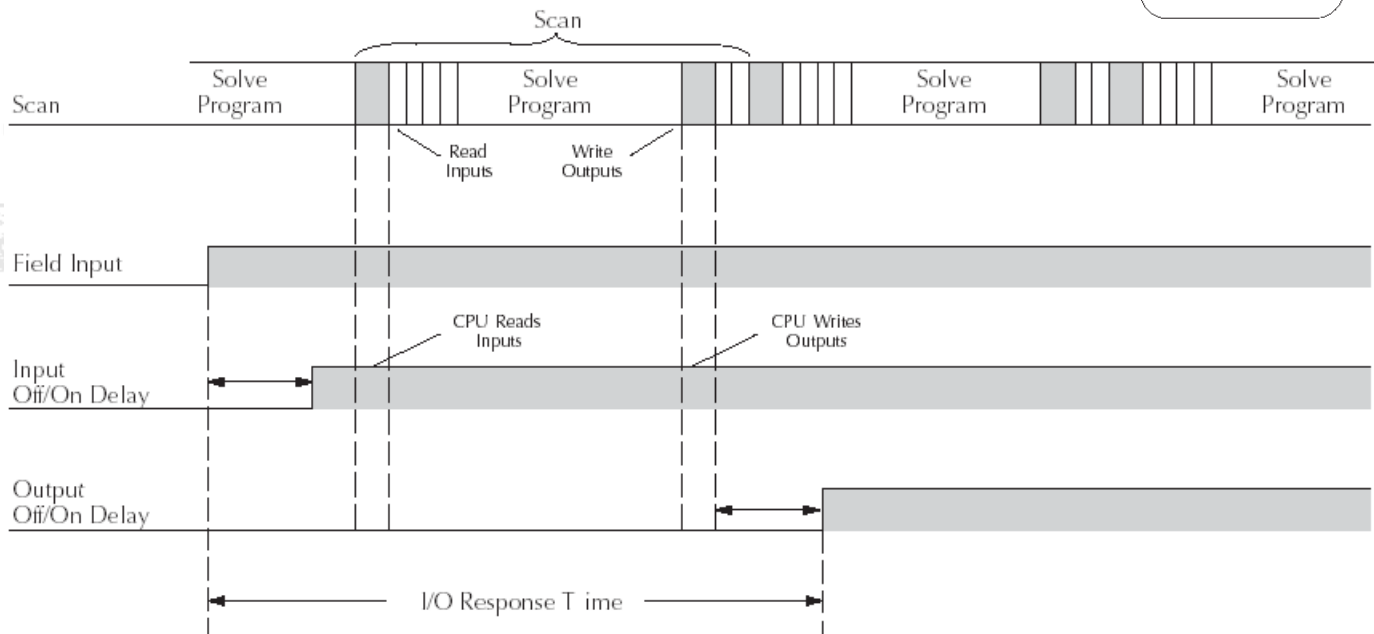 Scan
Solve
Program
Solve
Program
Solve
Program
Solve
Program
Scan
Read
Inputs
Write
Outputs
Field Input
CPU Reads
Inputs
CPU Writes
Outputs
Input
Off/On Delay
Output
Off/On Delay
I/O Response T ime